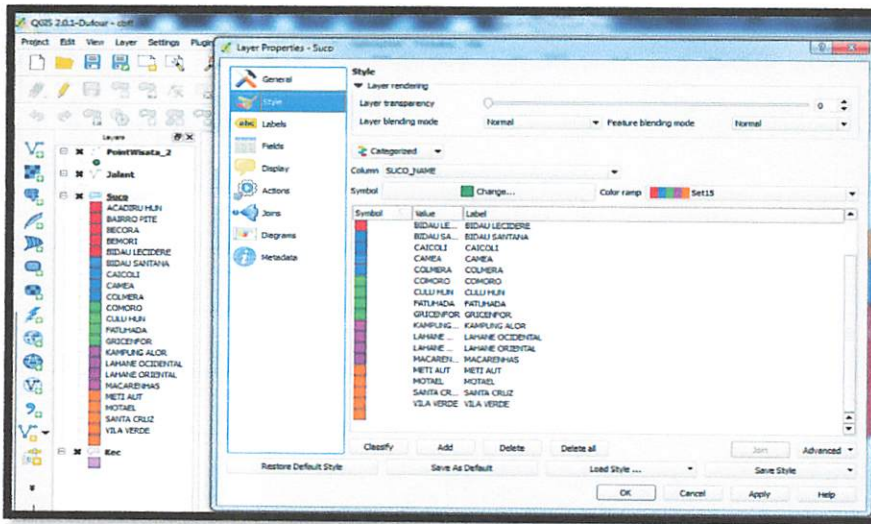 QGIS 2.0.1-Dufour - cbff
Project Edit View Layer Settings Plugin
Layers
PointWisata_2
Jalant
Suco
ACADIRU HUN
BAIRRO PITE
BECORA
BEMORI
BIDAU LECIDERE
BIDAU SANTANA
CAICOLI
CAMEA
COLMERA
COMORO
CULU HUN
FATUHADA
GRICENFOR
KAMPUNG ALOR
LAHANE OCIDENTAL
LAHANE ORIENTAL
MACARENHAS
METI AUT
MOTAEL
SANTA CRUZ
VILA VERDE
Kec
Layer Properties - Suco
General
Style
Labels
Fields
Display
Actions
Joins
Diagrams
Metadata
Style
Layer rendering
Layer transparency 0
Layer blending mode Normal Feature blending mode Normal
Categorized
Column SUCO_NAME
Symbol Change... Color ramp Set15
Symbol Value Label
BIDAU LE... BIDAU LECIDERE
BIDAU SA... BIDAU SANTANA
CAICOLI CAICOLI
CAMEA CAMEA
COLMERA COLMERA
COMORO COMORO
CULU HUN CULU HUN
FATUHADA FATUHADA
GRICENFOR GRICENFOR
KAMPUNG... KAMPUNG ALOR
LAHANE ... LAHANE OCIDENTAL
LAHANE ... LAHANE ORIENTAL
MACAREN... MACARENHAS
METI AUT METI AUT
MOTAEL MOTAEL
SANTA CR... SANTA CRUZ
VILA VERDE VILA VERDE
Classify Add Delete Delete all Join Advanced
Restore Default Style Save As Default Load Style ... Save Style
OK Cancel Apply Help